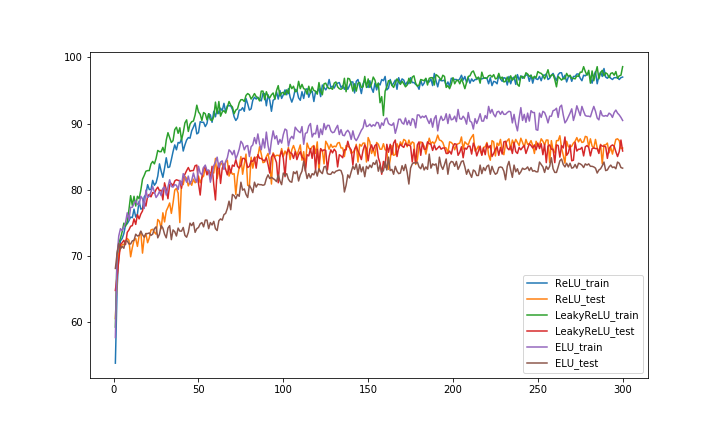 100
90
80
70
60
0 50 100 150 200 250 300
ReLU_train
ReLU_test
LeakyReLU_train
LeakyReLU_test
ELU_train
ELU_test